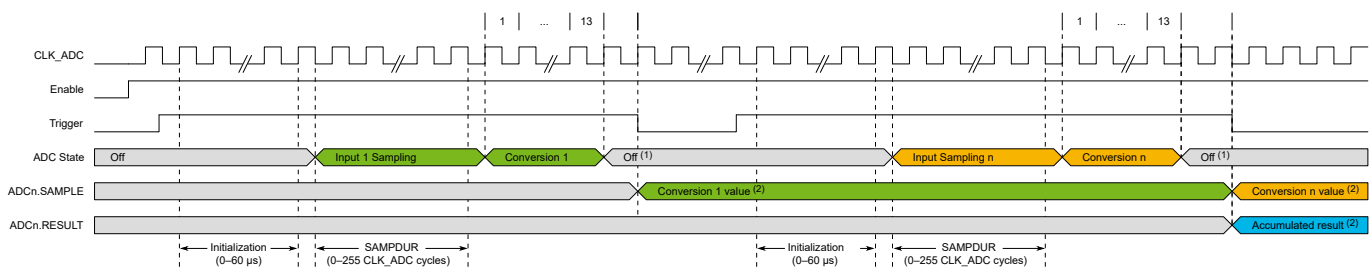 1 ... 13 1 ... 13
CLK_ADC
Enable
Trigger
ADC State Off Input 1 Sampling Conversion 1 Off (1) Input Sampling n Conversion n Off (1)
ADCn.SAMPLE Conversion 1 value (2) Conversion n value (2)
ADCn.RESULT Accumulated result (2)
Initialization SAMPDUR Initialization SAMPDUR
(0–60 µs) (0–255 CLK_ADC cycles) (0–60 µs) (0–255 CLK_ADC cycles)